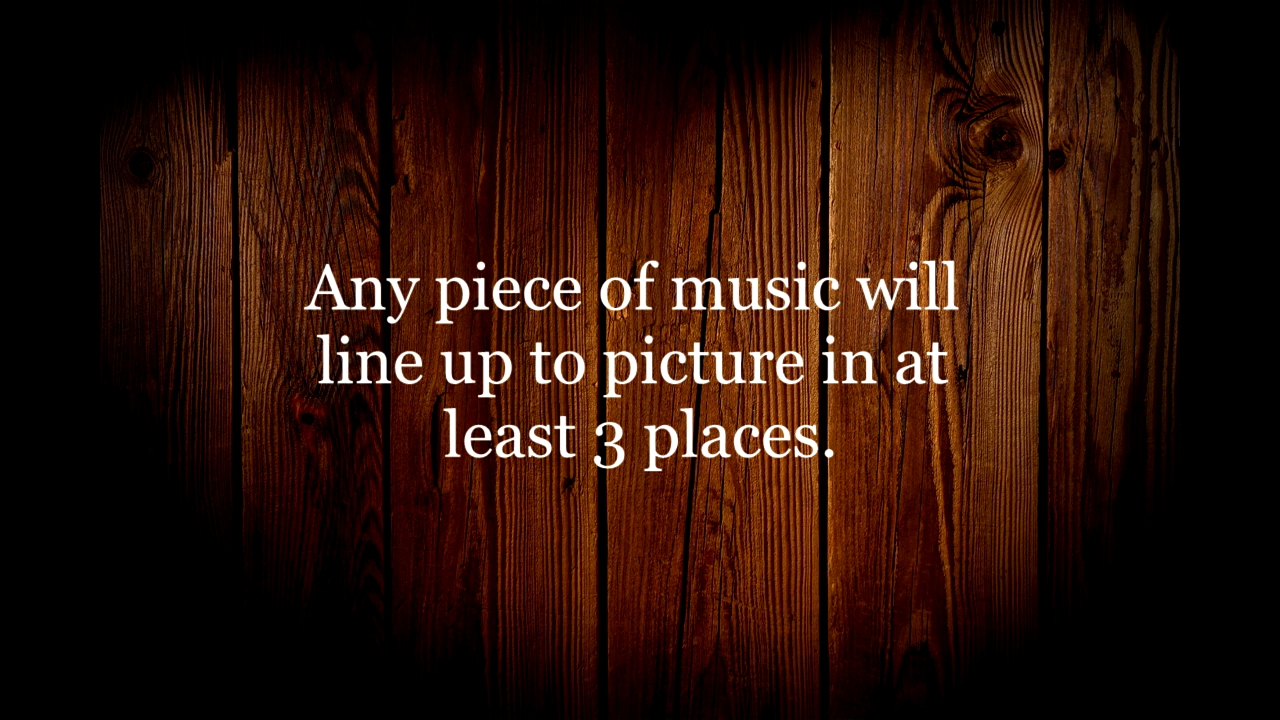 Any piece of music will
line up to picture in at
least 3 places.